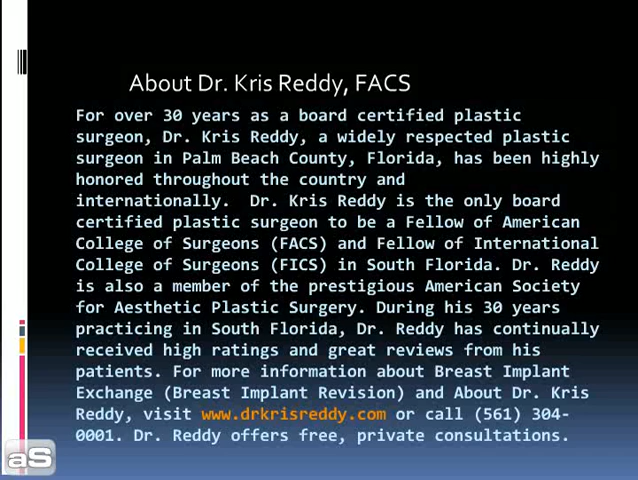 About Dr. Kris Reddy, FACS
For over 30 years as a board certified plastic
surgeon, Dr. Kris Reddy, a widely respected plastic
surgeon in Palm Beach County, Florida, has been highly
honored throughout the country and
internationally.  Dr. Kris Reddy is the only board
certified plastic surgeon to be a Fellow of American
College of Surgeons (FACS) and Fellow of International
College of Surgeons (FICS) in South Florida. Dr. Reddy
is also a member of the prestigious American Society
for Aesthetic Plastic Surgery. During his 30 years
practicing in South Florida, Dr. Reddy has continually
received high ratings and great reviews from his
patients. For more information about Breast Implant
Exchange (Breast Implant Revision) and About Dr. Kris
Reddy, visit www.drkrisreddy.com or call (561) 304-
0001. Dr. Reddy offers free, private consultations.
aS